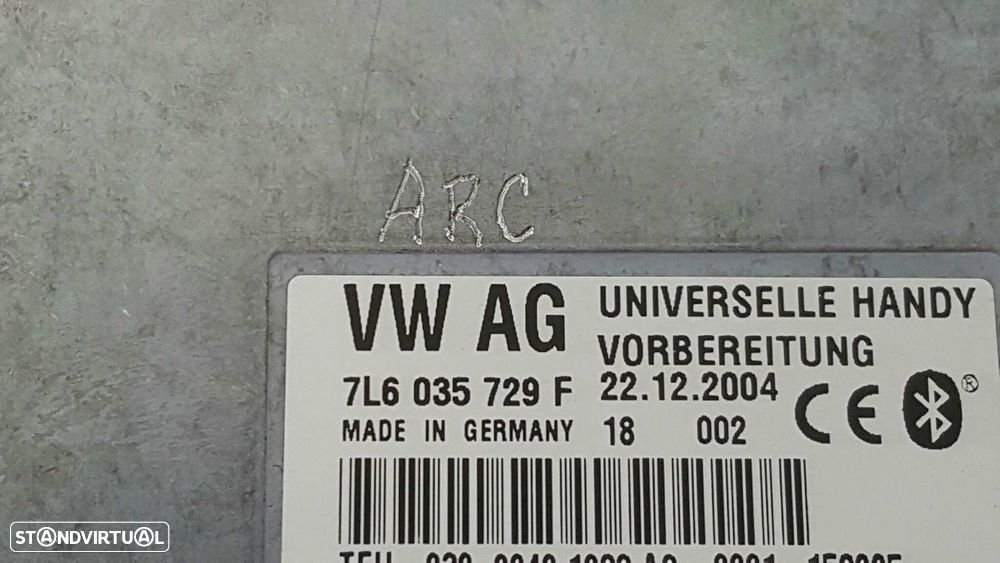 ARC
VW AG UNIVERSELLE HANDY
VORBEREITUNG
7L6 035 729 F 22.12.2004
MADE IN GERMANY 18 002
CE
®
STANDVIRTUAL